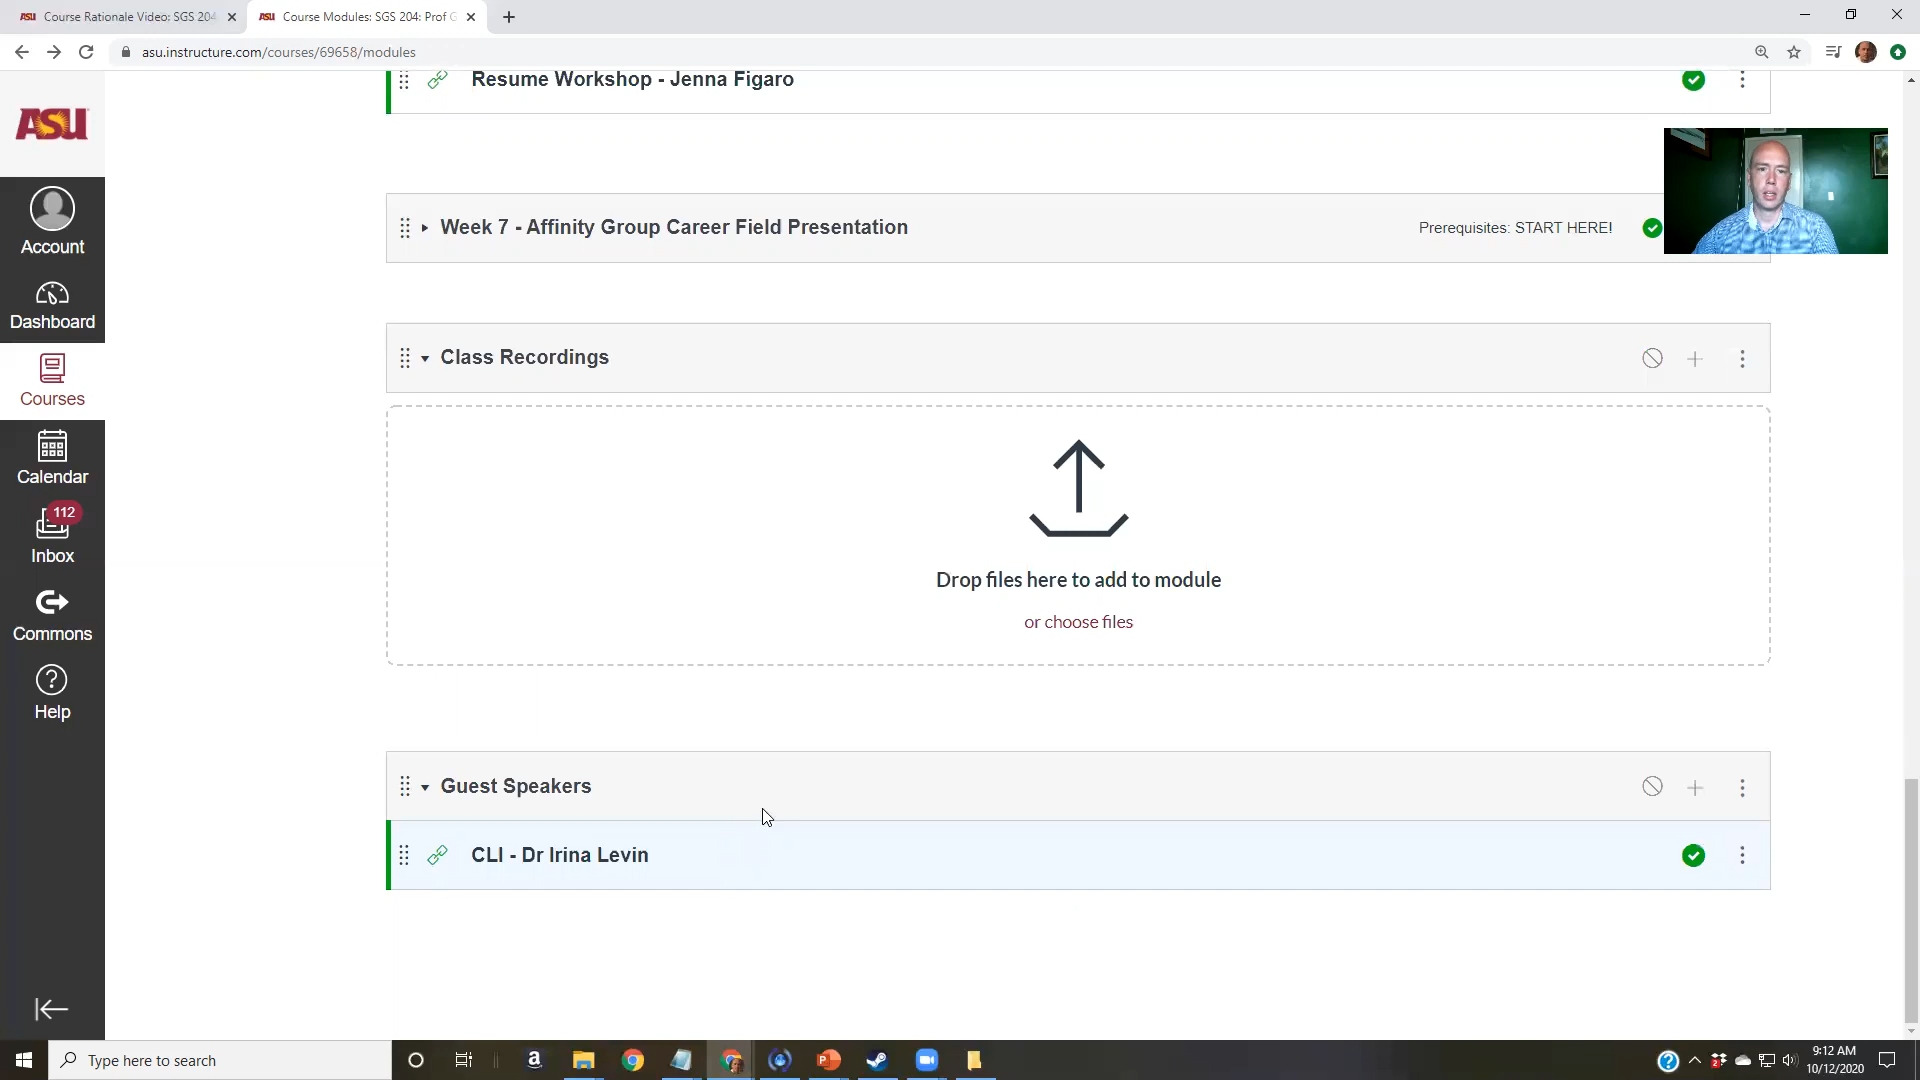 ASU Course Rationale Video: SGS 204
ASU Course Modules: SGS 204: Prof G
asu.instructure.com/courses/69658/modules
ASU
Account
Dashboard
Courses
Calendar
112
Inbox
Commons
Help
Resume Workshop - Jenna Figaro
Week 7 - Affinity Group Career Field Presentation
Prerequisites: START HERE!
Class Recordings
Drop files here to add to module
or choose files
Guest Speakers
CLI - Dr Irina Levin
Type here to search
9:12 AM
10/12/2020